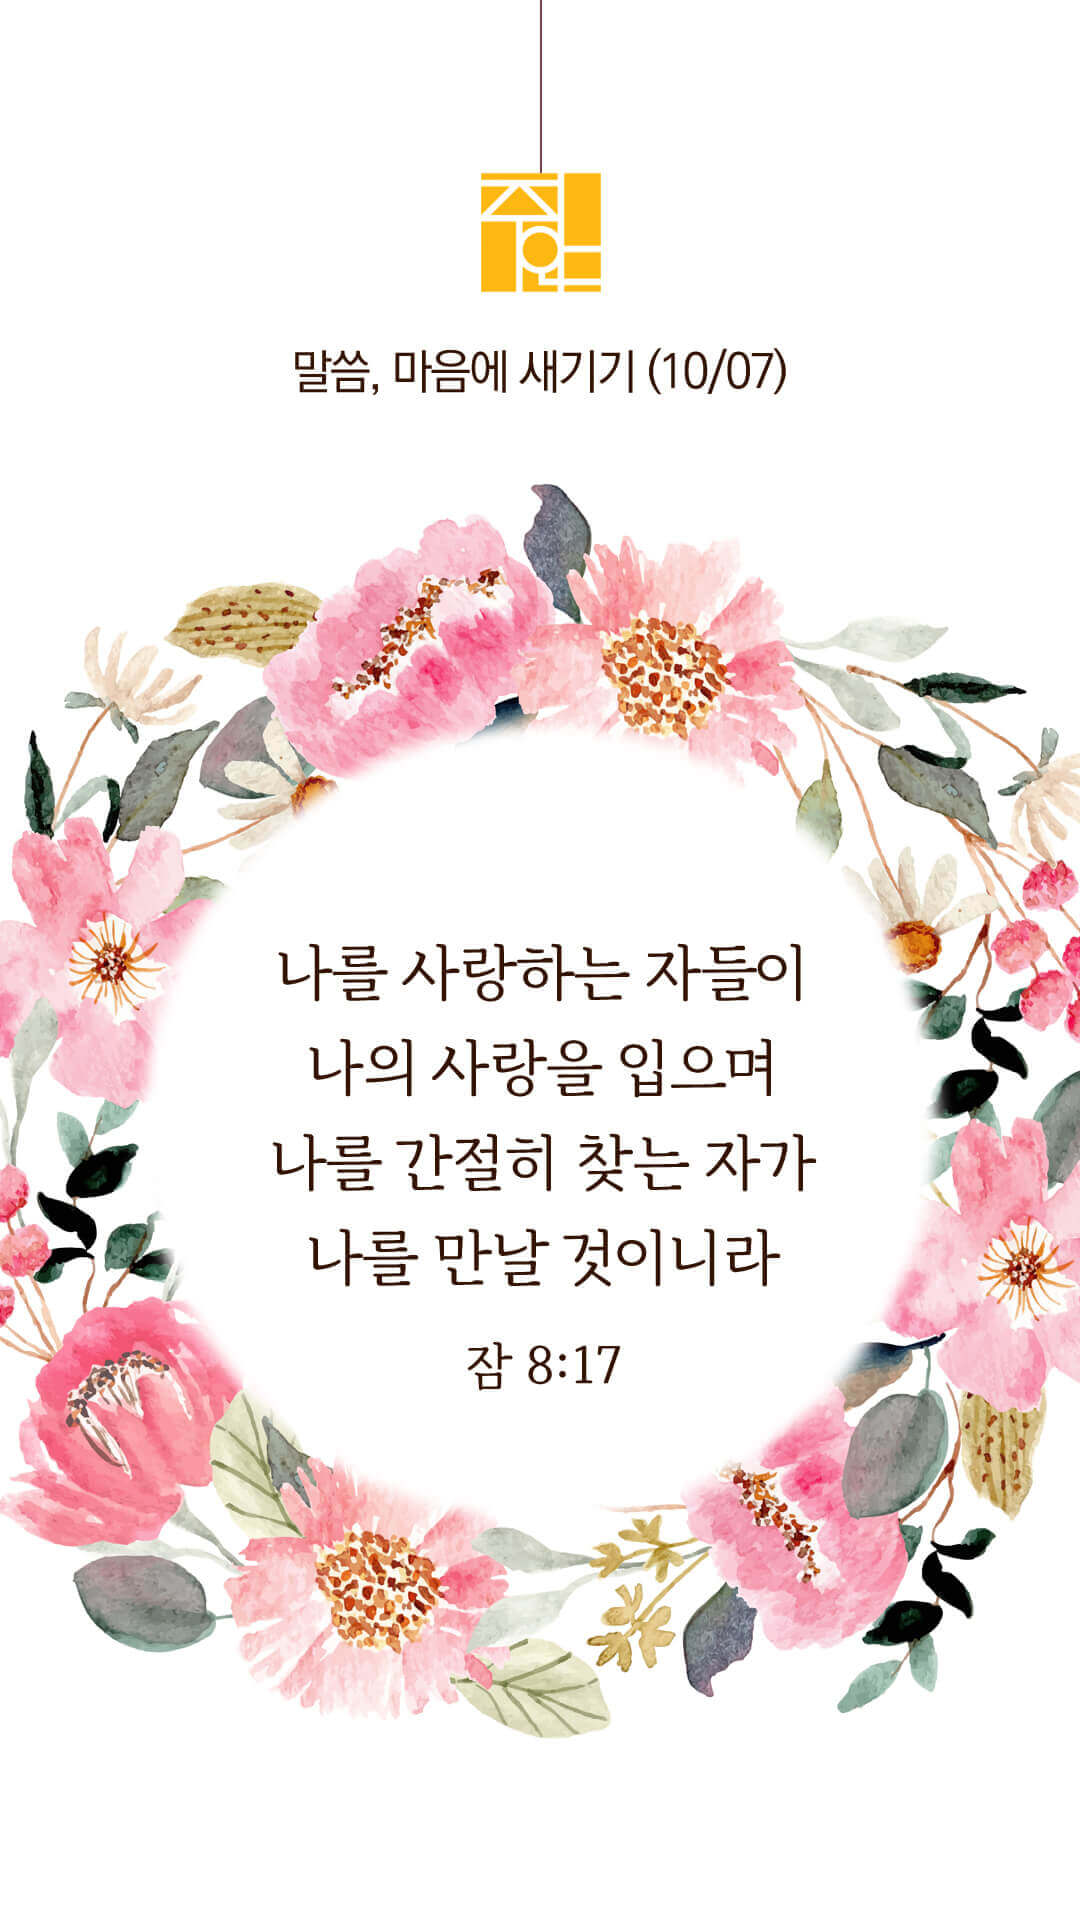 주인
말씀, 마음에 새기기 (10/07)
나를 사랑하는 자들이
나의 사랑을 입으며
나를 간절히 찾는 자가
나를 만날 것이니라
잠 8:17